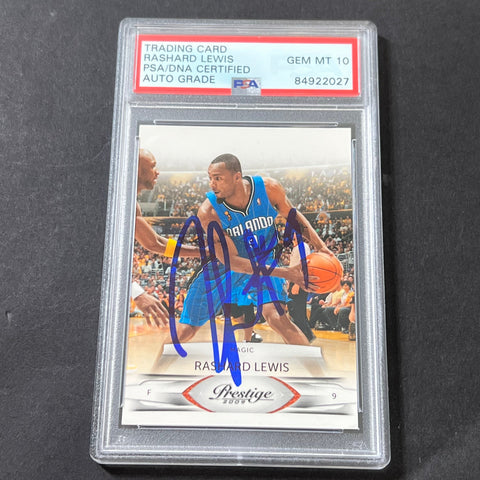 TRADING CARD
RASHARD LEWIS GEM MT 10
PSA/DNA CERTIFIED
AUTO GRADE PSA 84922027
ORLANDO
MAGIC
RASHARD LEWIS
F Prestige 9
2009